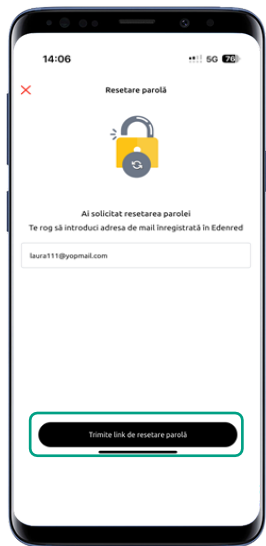 14:06
5G 76
Resetare parolă
Ai solicitat resetarea parolei
Te rog să introduci adresa de mail înregistrată în Edenred
laura111@yopmail.com
Trimite link de resetare parolă